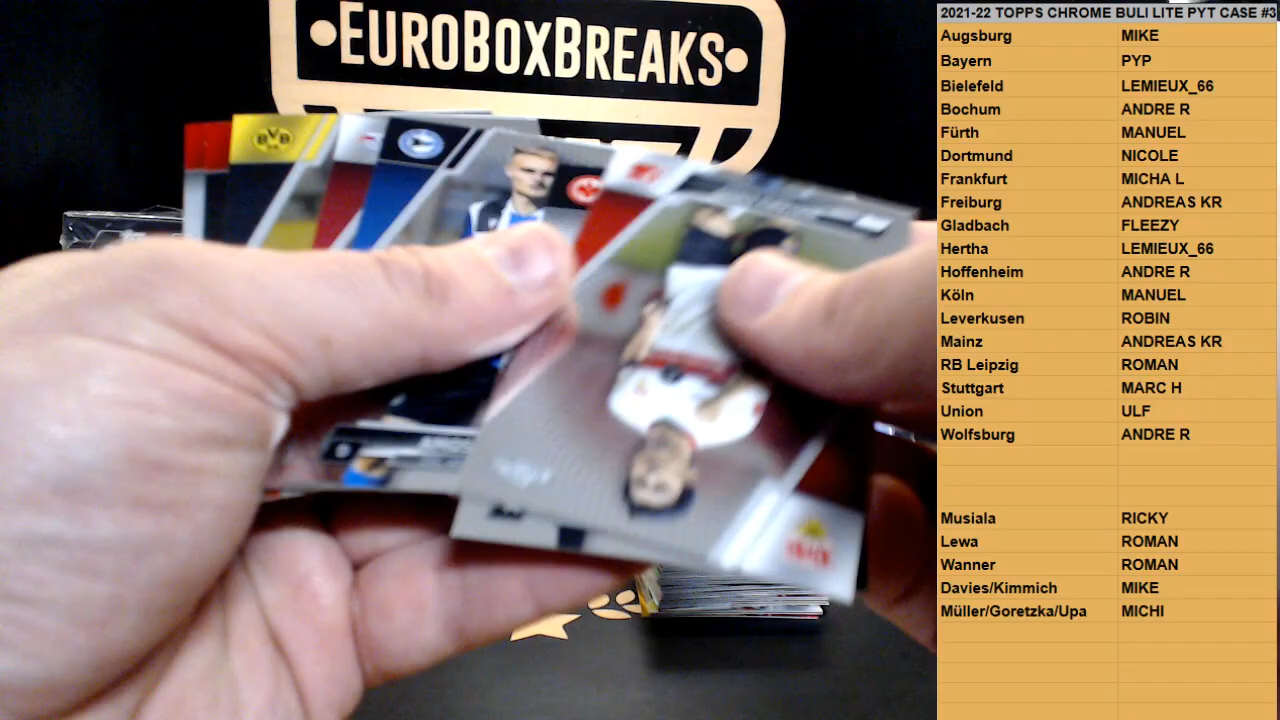 EUROBOXBREAKS
BVB
2021-22 TOPPS CHROME BULI LITE PYT CASE #3
Augsburg MIKE
Bayern PYP
Bielefeld LEMIEUX_66
Bochum ANDRE R
Fürth MANUEL
Dortmund NICOLE
Frankfurt MICHA L
Freiburg ANDREAS KR
Gladbach FLEEZY
Hertha LEMIEUX_66
Hoffenheim ANDRE R
Köln MANUEL
Leverkusen ROBIN
Mainz ANDREAS KR
RB Leipzig ROMAN
Stuttgart MARC H
Union ULF
Wolfsburg ANDRE R
Musiala RICKY
Lewa ROMAN
Wanner ROMAN
Davies/Kimmich MIKE
Müller/Goretzka/Upa MICHI